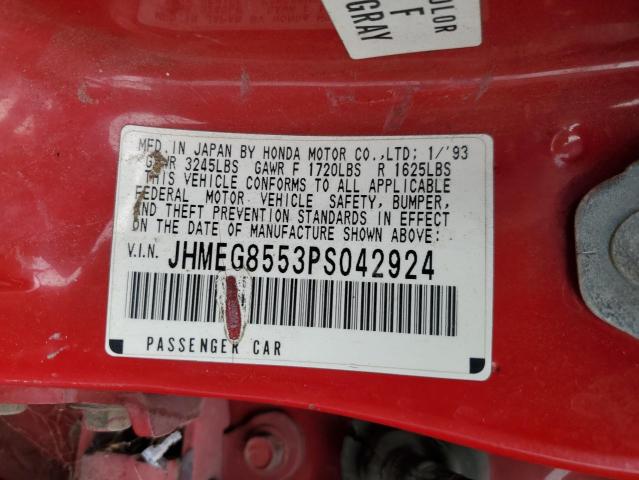 COLOR
F
GRAY
MFD. IN JAPAN BY HONDA MOTOR CO., LTD; 1/'93
GVWR 3245LBS GAWR F 1720LBS R 1625LBS
THIS VEHICLE CONFORMS TO ALL APPLICABLE
FEDERAL MOTOR VEHICLE SAFETY, BUMPER,
AND THEFT PREVENTION STANDARDS IN EFFECT
ON THE DATE OF MANUFACTURE SHOWN ABOVE:
V.I.N. JHMEG8553PS042924
PASSENGER CAR